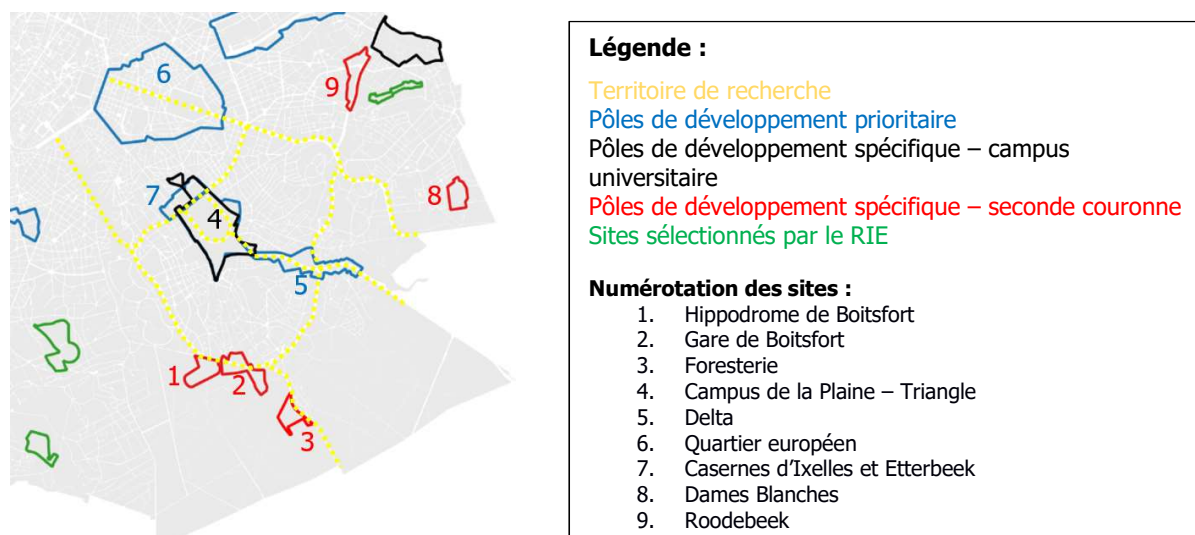 6
9
7
4
8
5
1
2
3
Légende :
Territoire de recherche
Pôles de développement prioritaire
Pôles de développement spécifique – campus
universitaire
Pôles de développement spécifique – seconde couronne
Sites sélectionnés par le RIE
Numérotation des sites :
1. Hippodrome de Boitsfort
2. Gare de Boitsfort
3. Foresterie
4. Campus de la Plaine – Triangle
5. Delta
6. Quartier européen
7. Casernes d'Ixelles et Etterbeek
8. Dames Blanches
9. Roodebeek